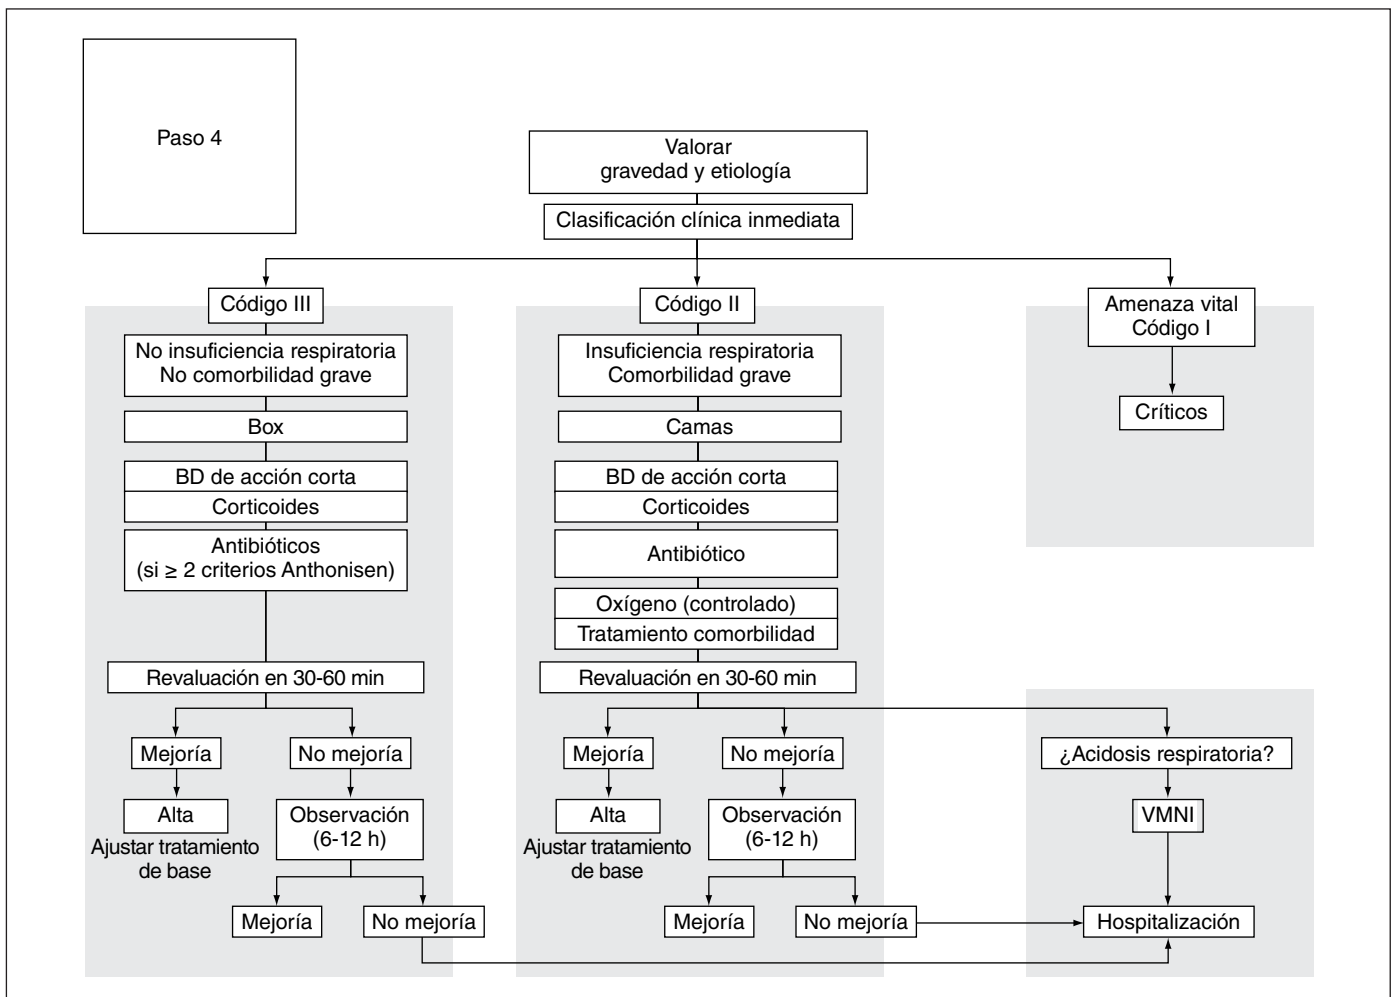 Paso 4
Valorar
gravedad y etiología
Clasificación clínica inmediata
Código III
No insuficiencia respiratoria
No comorbilidad grave
Box
BD de acción corta
Corticoides
Antibióticos
(si ≥ 2 criterios Anthonisen)
Revaluación en 30-60 min
Mejoría
No mejoría
Alta
Ajustar tratamiento
de base
Observación
(6-12 h)
Mejoría
No mejoría
Código II
Insuficiencia respiratoria
Comorbilidad grave
Camas
BD de acción corta
Corticoides
Antibiótico
Oxígeno (controlado)
Tratamiento comorbilidad
Revaluación en 30-60 min
Mejoría
No mejoría
Alta
Ajustar tratamiento
de base
Observación
(6-12 h)
Mejoría
No mejoría
Amenaza vital
Código I
Críticos
¿Acidosis respiratoria?
VMNI
Hospitalización